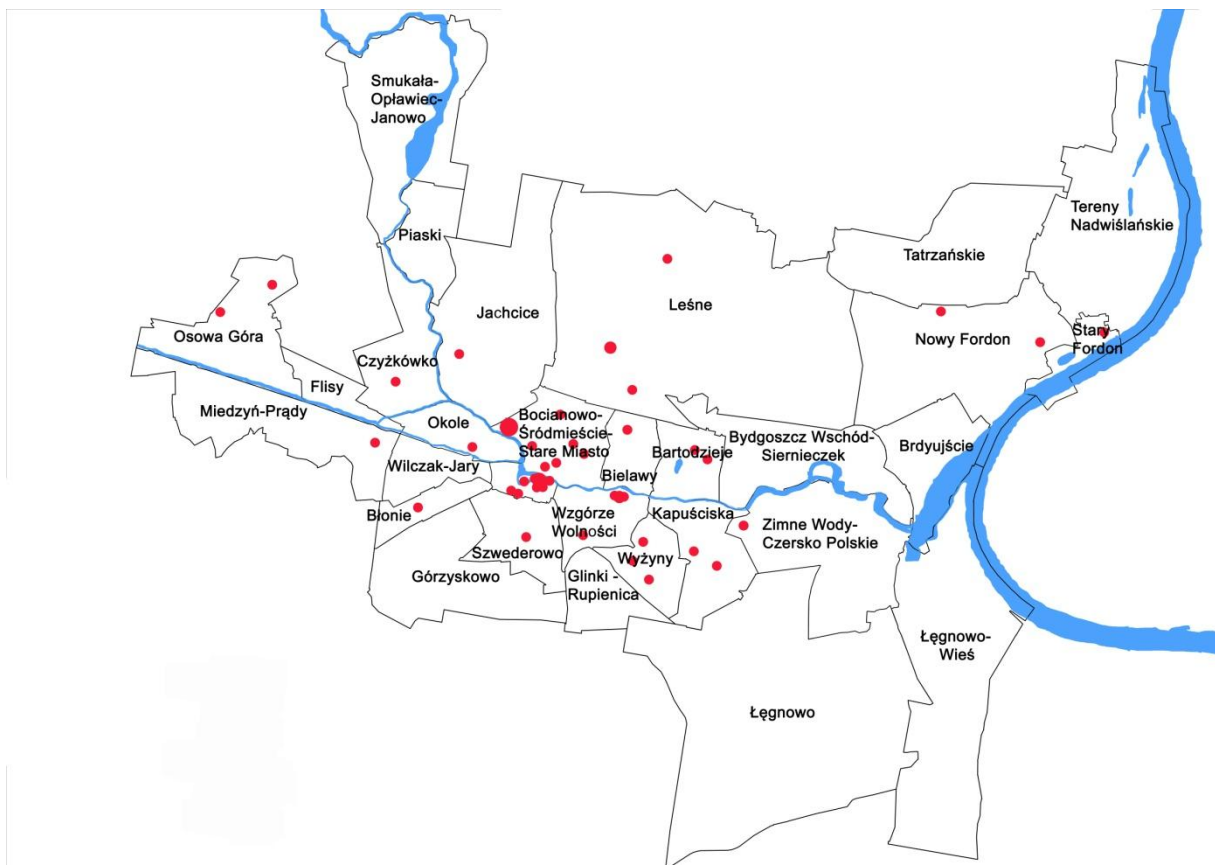 Smukała-
Opławiec-
Janowo
Piaski
Tereny
Nadwiślańskie
Tatrzańskie
Leśne
Jachcice
Osowa Góra
Nowy Fordon
Stary
Fordon
Czyżkówko
Flisy
Miedzyń-Prądy
Okole
Bocianowo-
Śródmieście-
Stare Miasto
Bydgoszcz Wschód-
Siernieczek
Brdyujście
Bartodzieje
Wilczak-Jary
Bielawy
Błonie
Wzgórze
Wolności
Kapuściska
Zimne Wody-
Czersko Polskie
Szwederowo
Wyżyny
Górzyskowo
Glinki -
Rupienica
Łęgnowo-
Wieś
Łęgnowo